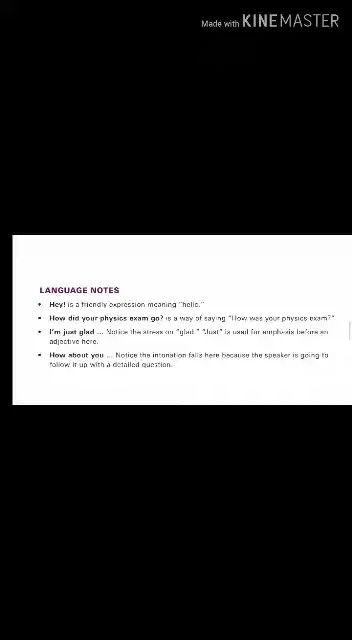 Made with KINEMASTER
LANGUAGE NOTES
• Hey! is a friendly expression meaning "hello."
• How did your physics exam go? is a way of saying "How was your physics exam?"
• I'm just glad ... Notice the stress on "glad." "Just" is used for emphasis before an
adjective here.
• How about you ... Notice the intonation falls here because the speaker is going to
follow it up with a detailed question.